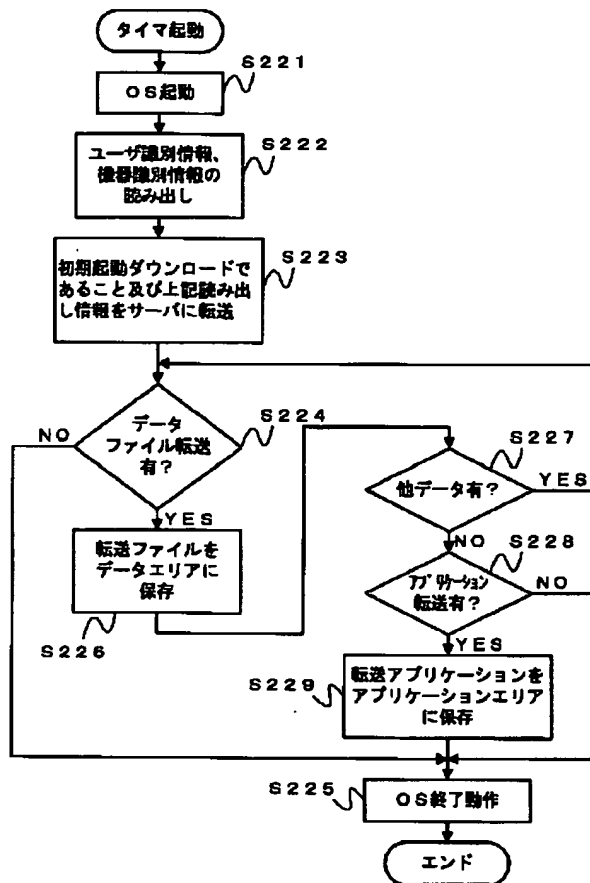 タイマ起動
S221
OS起動
S222
ユーザ識別情報、
機器識別情報の
読み出し
S223
初期起動ダウンロードで
あること及び上記読み出
し情報をサーバに転送
S224
データ
ファイル転送
有?
NO
YES
転送ファイルを
データエリアに
保存
S226
S227
他データ有?
YES
NO
S228
アプリケーション
転送有?
NO
YES
S229
転送アプリケーションを
アプリケーションエリア
に保存
S225
OS終了動作
エンド